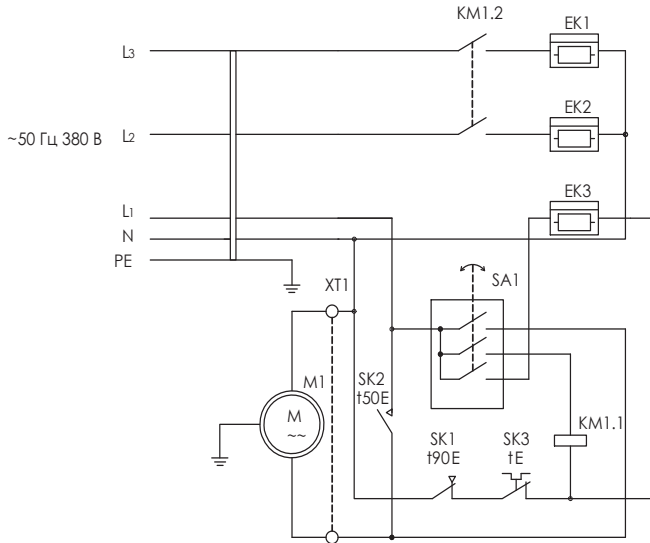 KM1.2
EK1
L3
EK2
~50 Гц 380 В
L2
EK3
L1
N
PE
XT1
SA1
M1
SK2
t50E
M
~~
SK1
t90E
SK3
tE
KM1.1